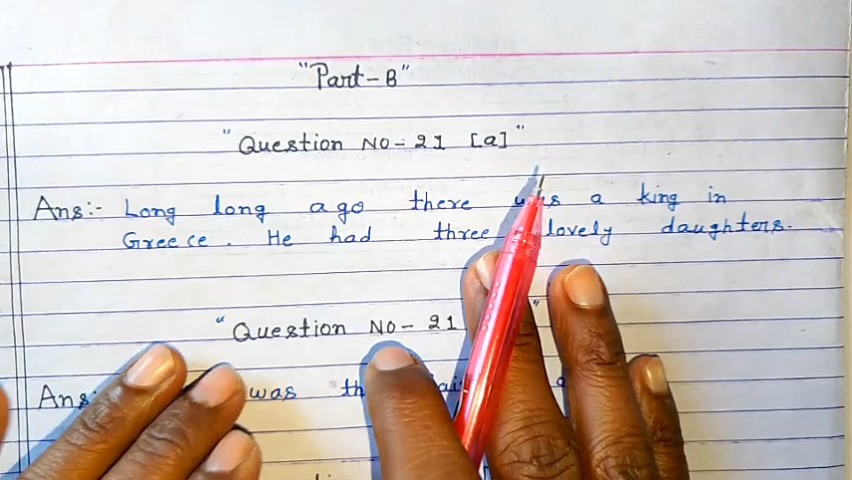 "Part-B"
"Question NO-21 [a]"
Ans:- Long long ago there was a king in
Greece. He had three lovely daughters.
"Question NO-21 "
Ans: was